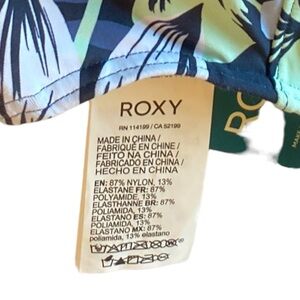 ROXY
RN 114199 / CA 52199
MADE IN CHINA /
FABRIQUÉ EN CHINE /
FEITO NA CHINA /
FABRICADO EN CHINA /
HECHO EN CHINA
EN: 87% NYLON, 13%
ELASTANE FR: 87%
POLYAMIDE, 13%
ELASTHANNE BR: 87%
POLIAMIDA, 13%
ELASTANO ES: 87%
POLIAMIDA, 13%
ELASTANO MX: 87%
poliamida, 13% elastano